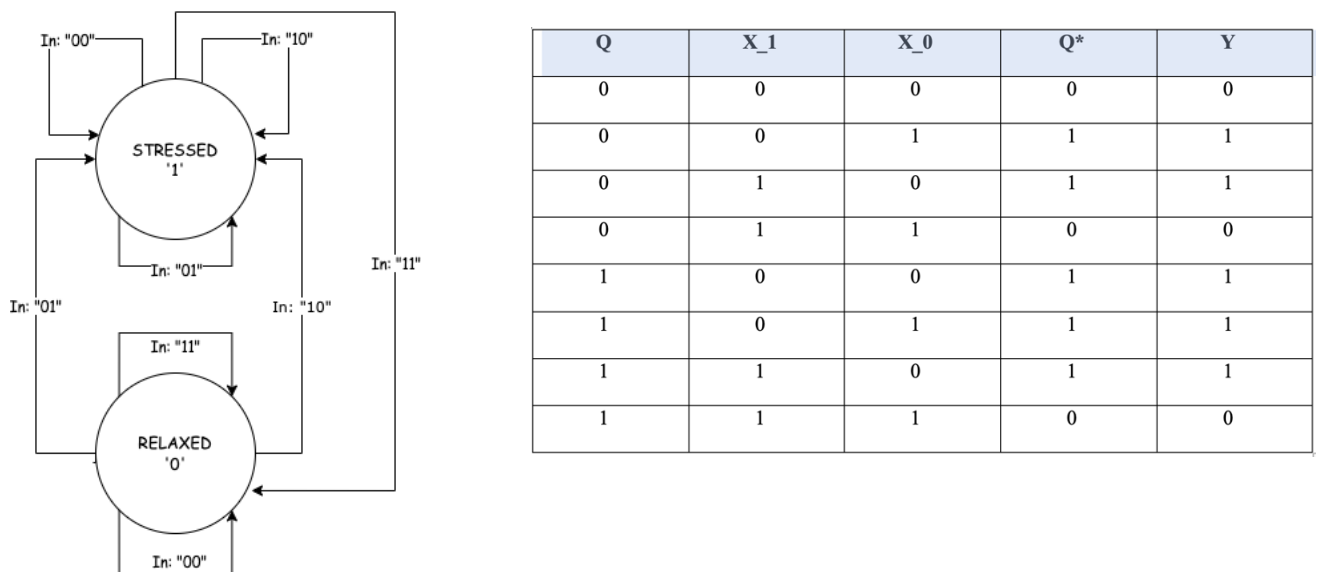 In: "00"
In: "10"
STRESSED
'1'
In: "01"
In: "11"
In: "01"
In: "10"
In: "11"
RELAXED
'0'
In: "00"
Q X_1 X_0 Q* Y
0 0 0 0 0
0 0 1 1 1
0 1 0 1 1
0 1 1 0 0
1 0 0 1 1
1 0 1 1 1
1 1 0 1 1
1 1 1 0 0